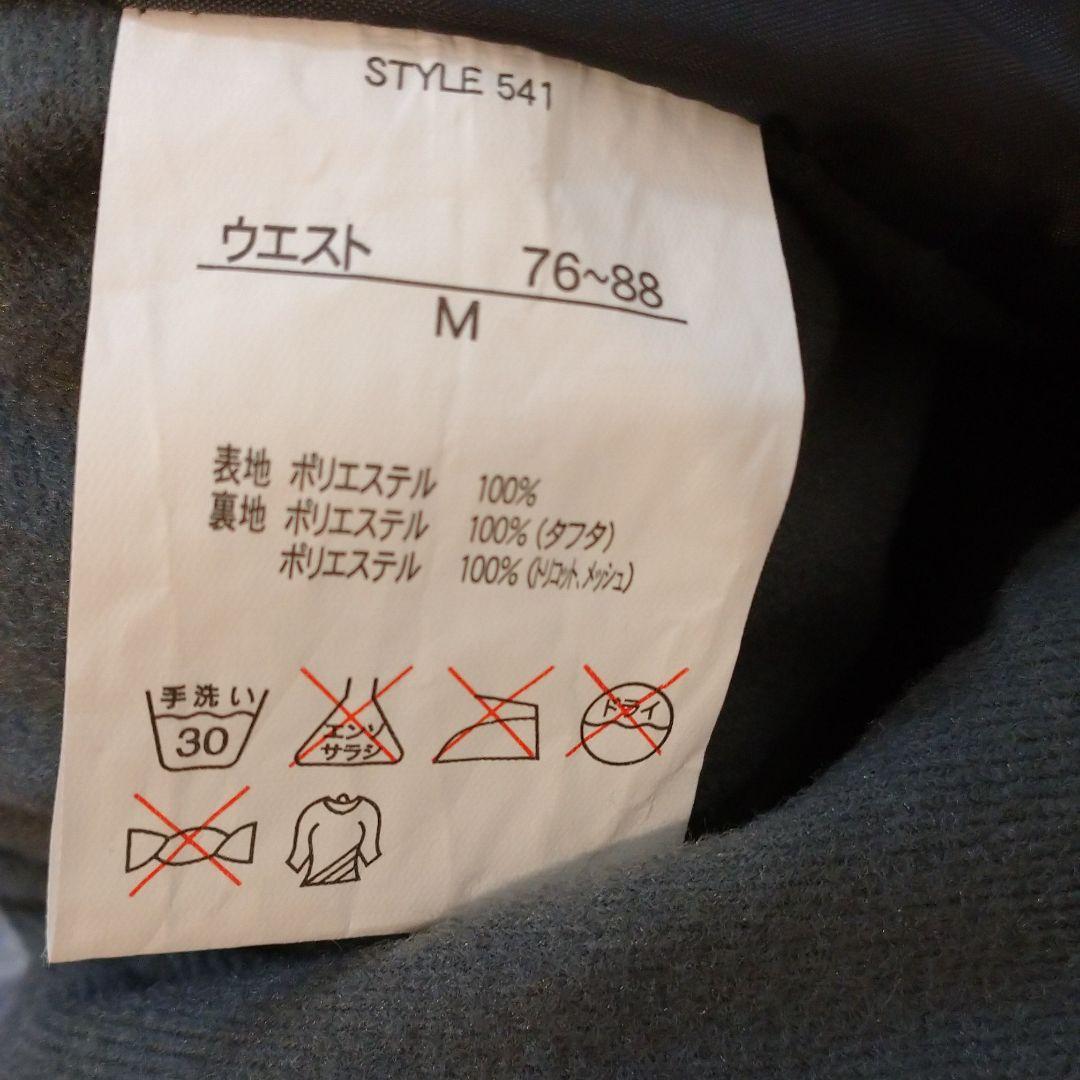 STYLE 541
ウエスト 76~88
M
表地 ポリエステル 100%
裏地 ポリエステル 100% (タフタ)
ポリエステル 100% (トリコット、メッシュ)
手洗い
30
エンソ
サラシ
ドライ